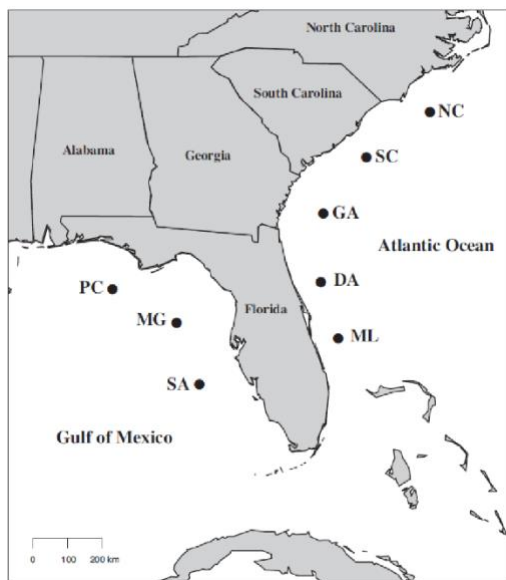 North Carolina
South Carolina
NC
Alabama
Georgia
SC
GA
Atlantic Ocean
PC
DA
Florida
MG
ML
SA
Gulf of Mexico
0 100 200 km